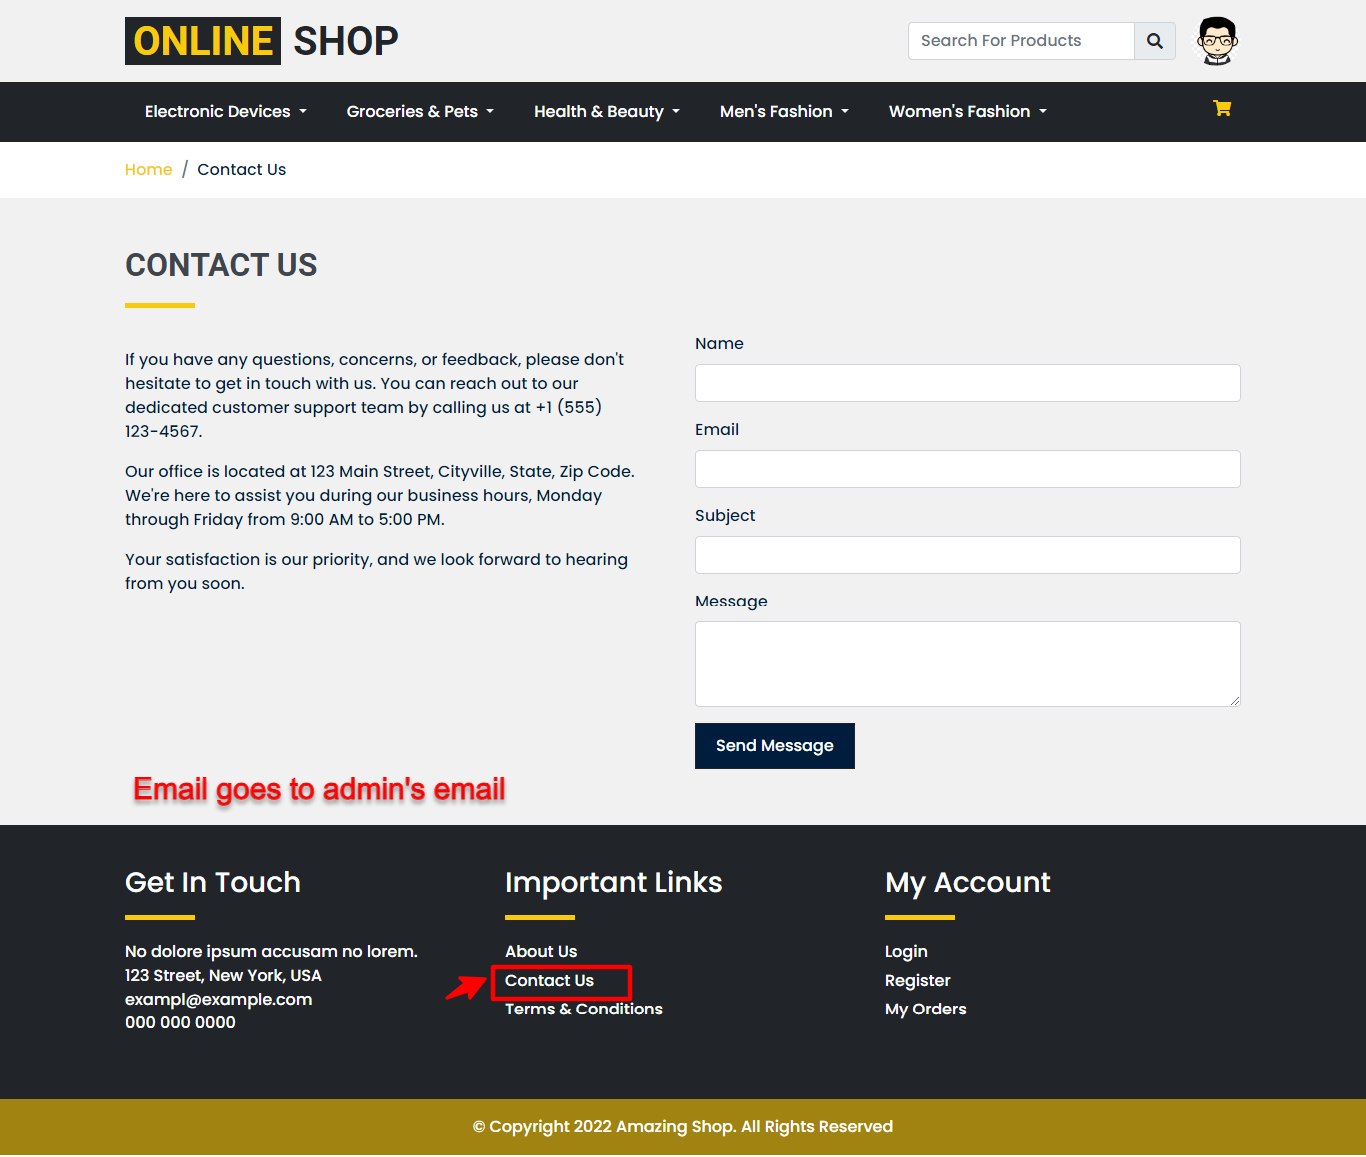 ONLINE SHOP
Search For Products
Electronic Devices
Groceries & Pets
Health & Beauty
Men's Fashion
Women's Fashion
Home / Contact Us
CONTACT US
If you have any questions, concerns, or feedback, please don't
hesitate to get in touch with us. You can reach out to our
dedicated customer support team by calling us at +1 (555)
123-4567.
Our office is located at 123 Main Street, Cityville, State, Zip Code.
We're here to assist you during our business hours, Monday
through Friday from 9:00 AM to 5:00 PM.
Your satisfaction is our priority, and we look forward to hearing
from you soon.
Name
Email
Subject
Message
Send Message
Email goes to admin's email
Get In Touch
No dolore ipsum accusam no lorem.
123 Street, New York, USA
exampl@example.com
000 000 0000
Important Links
About Us
Contact Us
Terms & Conditions
My Account
Login
Register
My Orders
© Copyright 2022 Amazing Shop. All Rights Reserved